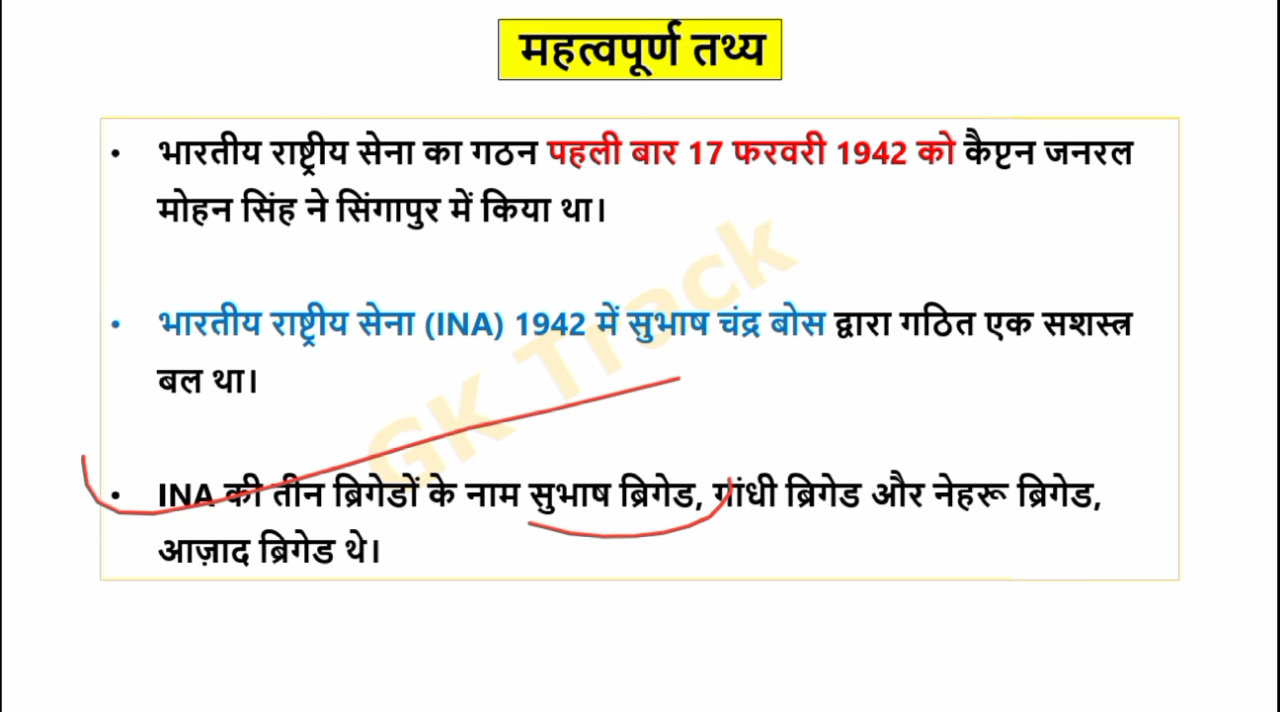 महत्वपूर्ण तथ्य
• भारतीय राष्ट्रीय सेना का गठन पहली बार 17 फरवरी 1942 को कैप्टन जनरल
मोहन सिंह ने सिंगापुर में किया था।
• भारतीय राष्ट्रीय सेना (INA) 1942 में सुभाष चंद्र बोस द्वारा गठित एक सशस्त्र
बल था।
GK Track
• INA की तीन ब्रिगेडों के नाम सुभाष ब्रिगेड, गांधी ब्रिगेड और नेहरू ब्रिगेड,
आज़ाद ब्रिगेड थे।